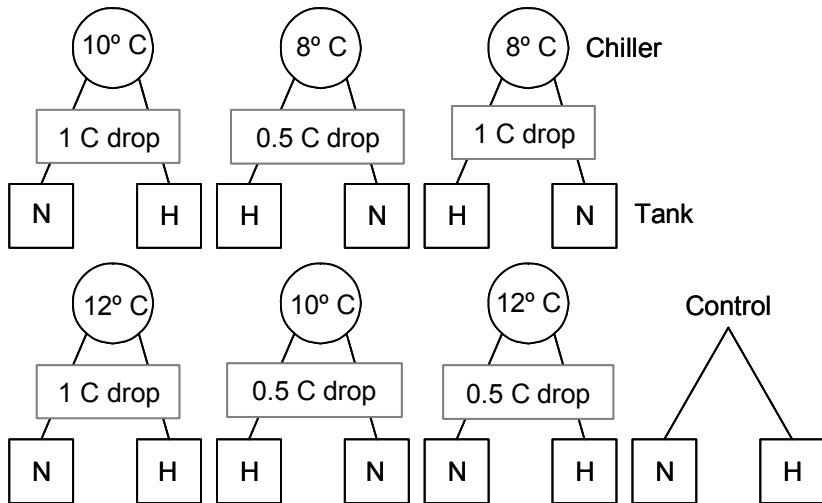 10º C 8º C 8º C Chiller
1 C drop 0.5 C drop 1 C drop
N H H N H N Tank
12º C 10º C 12º C Control
1 C drop 0.5 C drop 0.5 C drop
N H H N N H N H